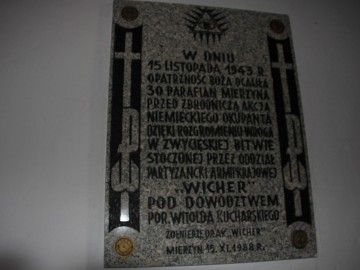 W DNIU
15 LISTOPADA 1943 R.
OPATRZNOŚĆ BOŻA OCALIŁA
30 PARAFIAN MIERZYNA
PRZED ZBRODNICZĄ AKCJĄ
NIEMIECKIEGO OKUPANTA
DZIĘKI ROZGROMIENIU WROGA
W ZWYCIĘSKIEJ BITWIE
STOCZONEJ PRZEZ ODDZIAŁ
PARTYZANCKI ARMII KRAJOWEJ
„WICHER"
POD DOWÓDZTWEM
POR. WITOLDA KUCHARSKIEGO
ŻOŁNIERZE OP. AK „WICHER"
MIERZYN 15. XI. 1988 R.